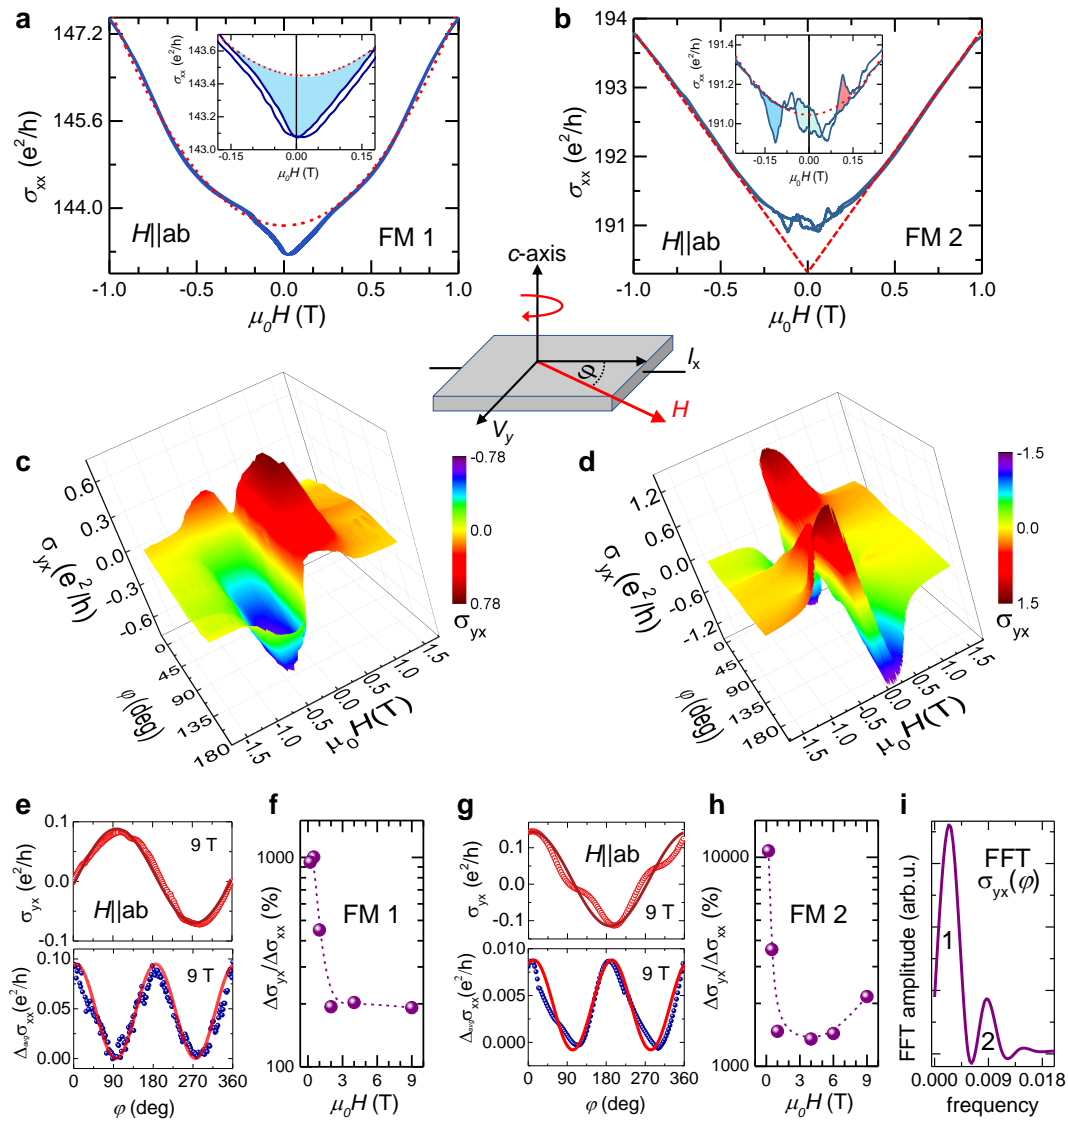 a
147.2
145.6
144.0
σxx (e²/h)
-1.0 -0.5 0.0 0.5 1.0
μ0H (T)
H||ab
FM 1
143.6
143.4
143.2
143.0
σxx (e²/h)
-0.15 0.00 0.15
μ0H (T)
b
194
193
192
191
σxx (e²/h)
-1.0 -0.5 0.0 0.5 1.0
μ0H (T)
H||ab
FM 2
191.4
191.2
191.0
σxx (e²/h)
-0.15 0.00 0.15
μ0H (T)
c-axis
Ix
φ
H
Vy
c
0.6
0.3
0.0
-0.3
-0.6
σyx (e²/h)
0 45 90 135 180
φ (deg)
-1.5 -1.0 -0.5 0.0 0.5 1.0 1.5
μ0H (T)
-0.78
0.0
0.78
σyx
d
1.2
0.6
0.0
-0.6
-1.2
σyx (e²/h)
0 45 90 135 180
φ (deg)
-1.5 -1.0 -0.5 0.0 0.5 1.0 1.5
μ0H (T)
-1.5
0.0
1.5
σyx
e
0.1
0.0
-0.1
σyx (e²/h)
9 T
H||ab
0.10
0.05
0.00
Δavgσxx(e²/h)
9 T
0 90 180 270 360
φ (deg)
f
1000
100
Δσyx/Δσxx (%)
FM 1
0 3 6 9
μ0H (T)
g
0.1
0.0
-0.1
σyx (e²/h)
H||ab
9 T
0.010
0.005
0.000
Δavgσxx(e²/h)
9 T
0 90 180 270 360
φ (deg)
h
10000
1000
Δσyx/Δσxx (%)
FM 2
0 3 6 9
μ0H (T)
i
FFT
σyx(φ)
1
2
FFT amplitude (arb.u.)
0.000 0.009 0.018
frequency